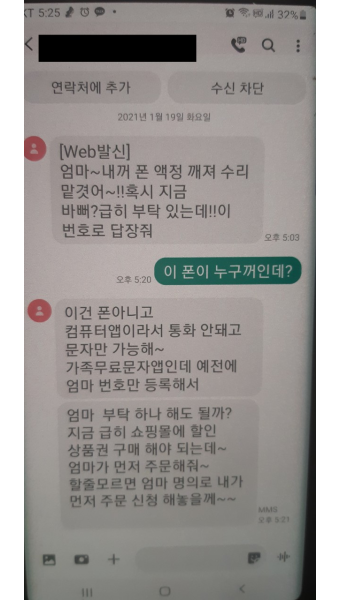 KT 5:25
32%
연락처에 추가
수신 차단
2021년 1월 19일 화요일
[Web발신]
엄마~내꺼 폰 액정 깨져 수리
맡겻어~!!혹시 지금
바뻐?급히 부탁 있는데!!이
번호로 답장줘
오후 5:03
오후 5:20
이 폰이 누구꺼인데?
이건 폰아니고
컴퓨터앱이라서 통화 안돼고
문자만 가능해~
가족무료문자앱인데 예전에
엄마 번호만 등록해서
엄마 부탁 하나 해도 될까?
지금 급히 쇼핑몰에 할인
상품권 구매 해야 되는데~
엄마가 먼저 주문해줘~
할줄모르면 엄마 명의로 내가
먼저 주문 신청 해놓을께~~
MMS
오후 5:21